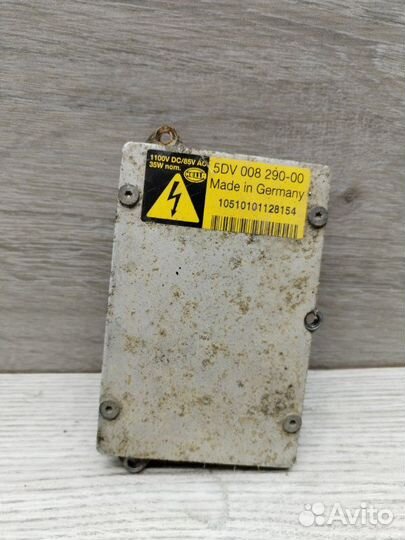 1100V DC/85V AC
35W nom.
HELLA
5DV 008 290-00
Made in Germany
10510101128154
Avito